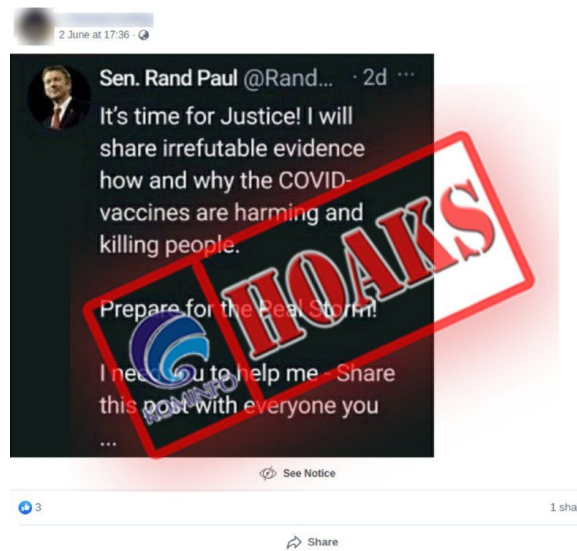 2 June at 17:36 ·
Sen. Rand Paul @Rand... · 2d ...
It's time for Justice! I will
share irrefutable evidence
how and why the COVID-
vaccines are harming and
killing people.
HOAKS
Prepare for the Real Storm!
I need you to help me - Share
this post with everyone you
...
KOMINFO
See Notice
3
1 sha
Share